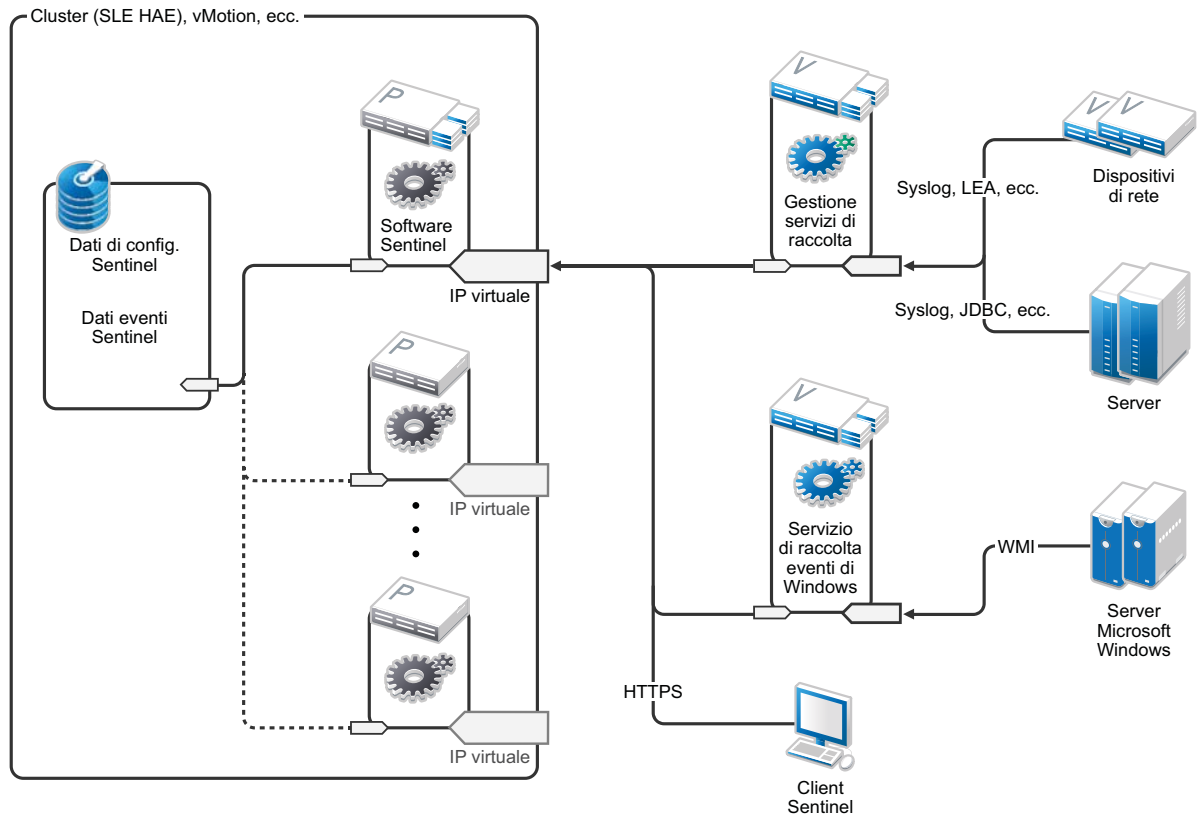 Cluster (SLE HAE), vMotion, ecc.
P
V
V
V
Dati di config.
Sentinel
Dati eventi
Sentinel
Software
Sentinel
IP virtuale
Gestione
servizi di
raccolta
Syslog, LEA, ecc.
Dispositivi
di rete
Syslog, JDBC, ecc.
Server
P
IP virtuale
V
Servizio
di raccolta
eventi di
Windows
WMI
Server
Microsoft
Windows
P
IP virtuale
HTTPS
Client
Sentinel